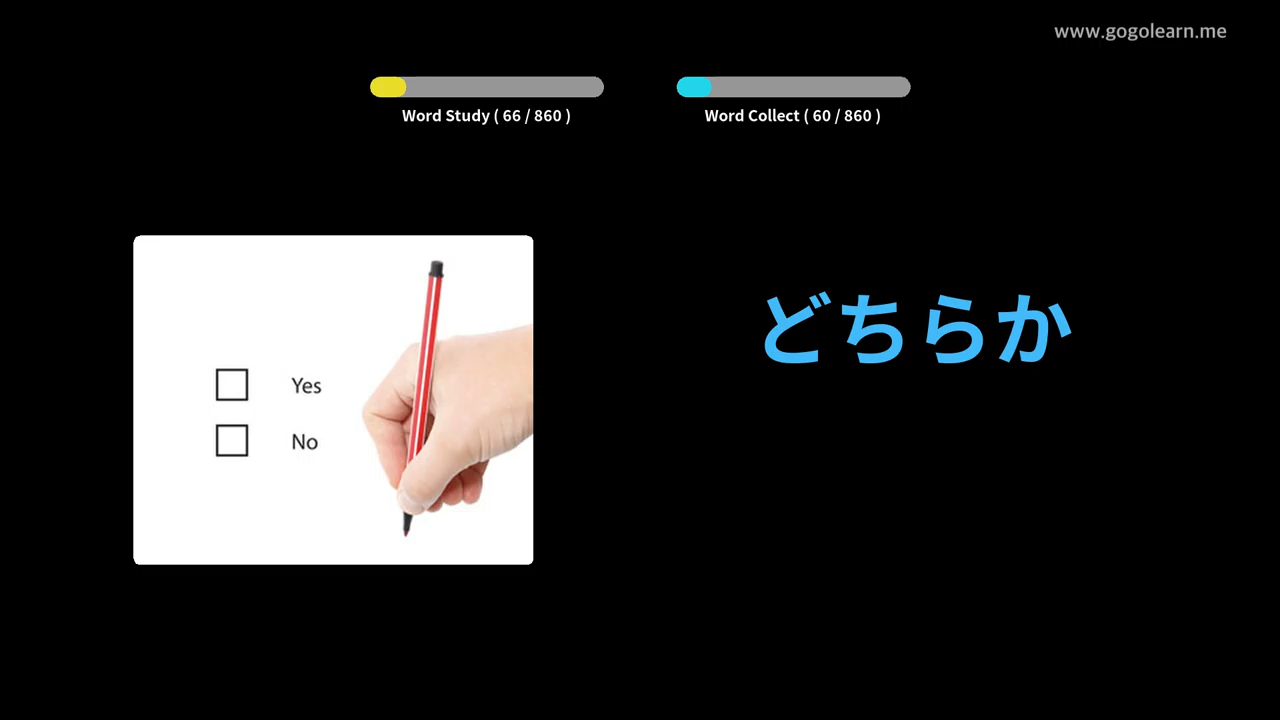 www.gogolearn.me
Word Study ( 66 / 860 )
Word Collect ( 60 / 860 )
どちらか
Yes
No